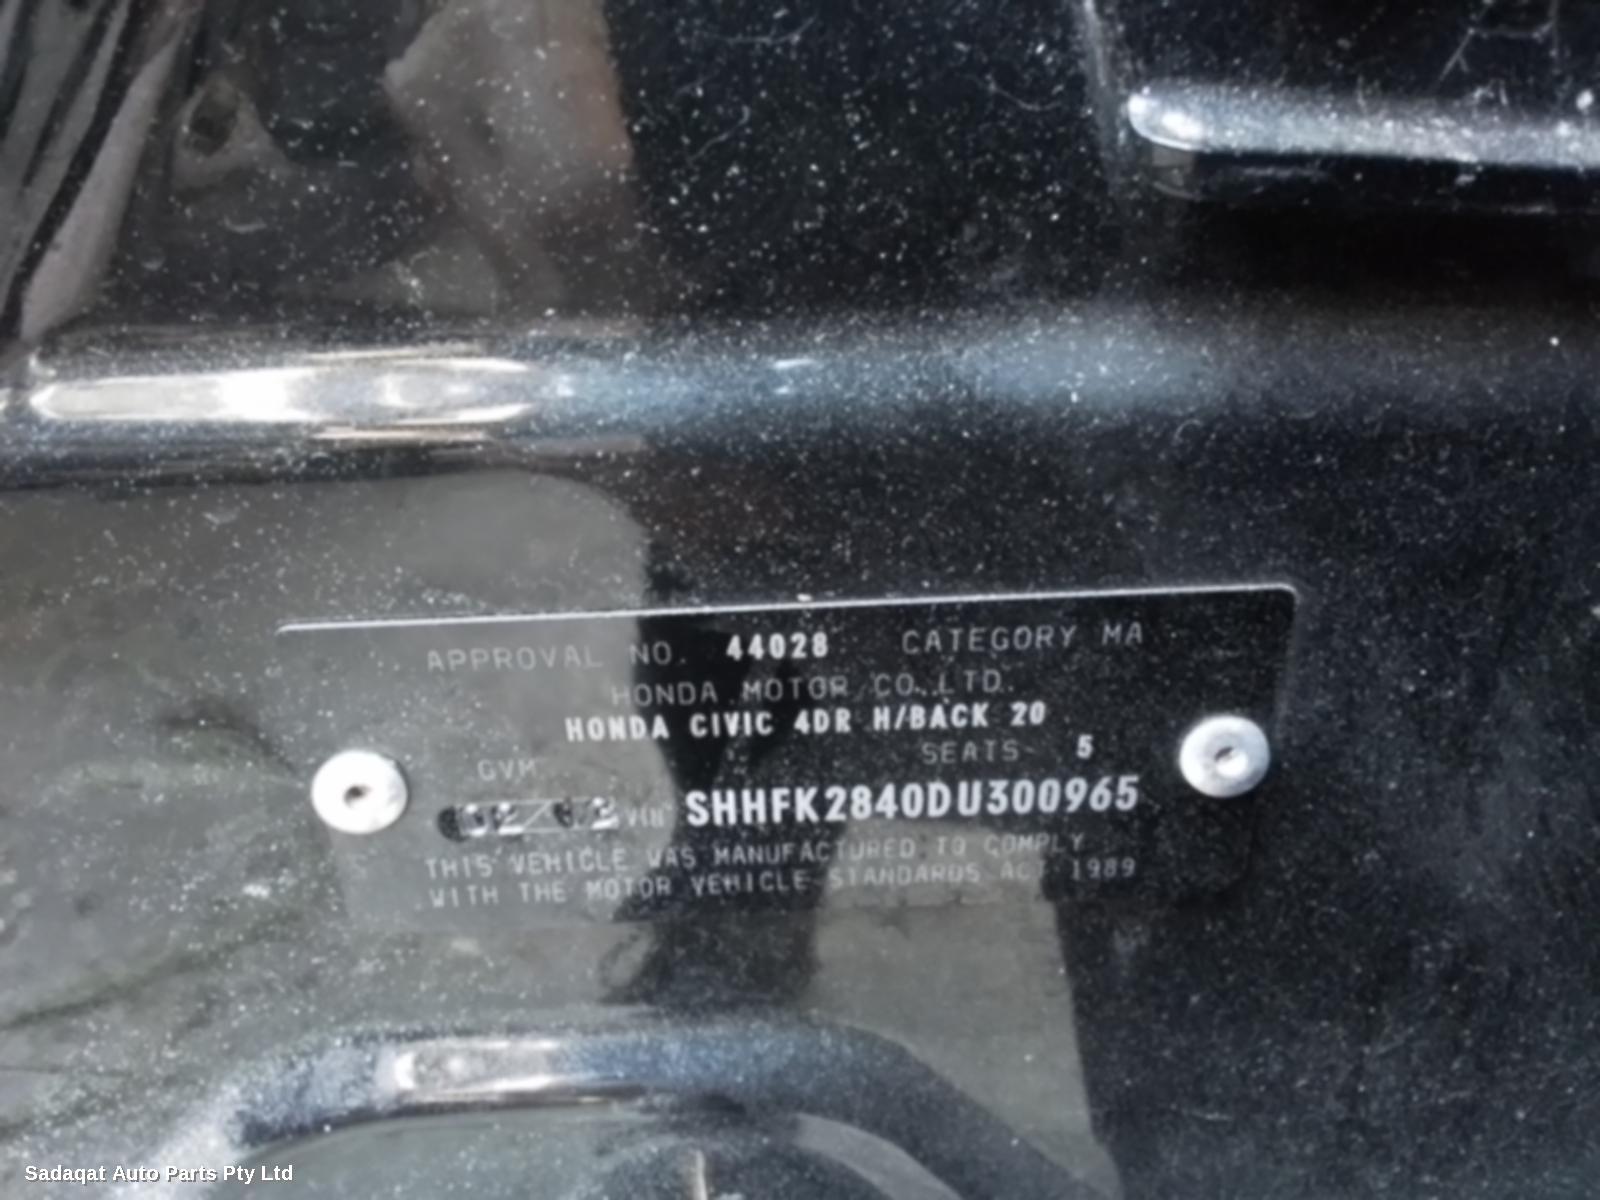 APPROVAL NO. 44028 CATEGORY MA
HONDA MOTOR CO.,LTD.
HONDA CIVIC 4DR H/BACK 20
SEATS 5
GVM
VIN SHHFK2840DU300965
THIS VEHICLE WAS MANUFACTURED TO COMPLY
WITH THE MOTOR VEHICLE STANDARDS ACT 1989
Sadaqat Auto Parts Pty Ltd